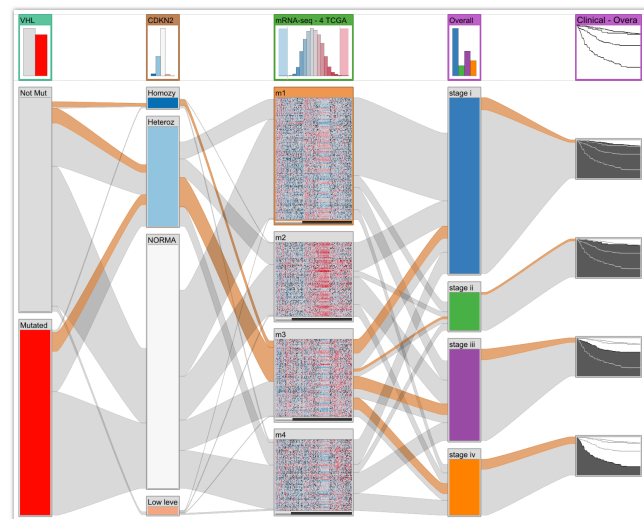 VHL
CDKN2
mRNA-seq - 4 TCGA
Overall
Clinical - Overa
Not Mut
Homozy
m1
stage i
Heteroz
m2
NORMA
stage ii
Mutated
m3
stage iii
m4
stage iv
Low leve